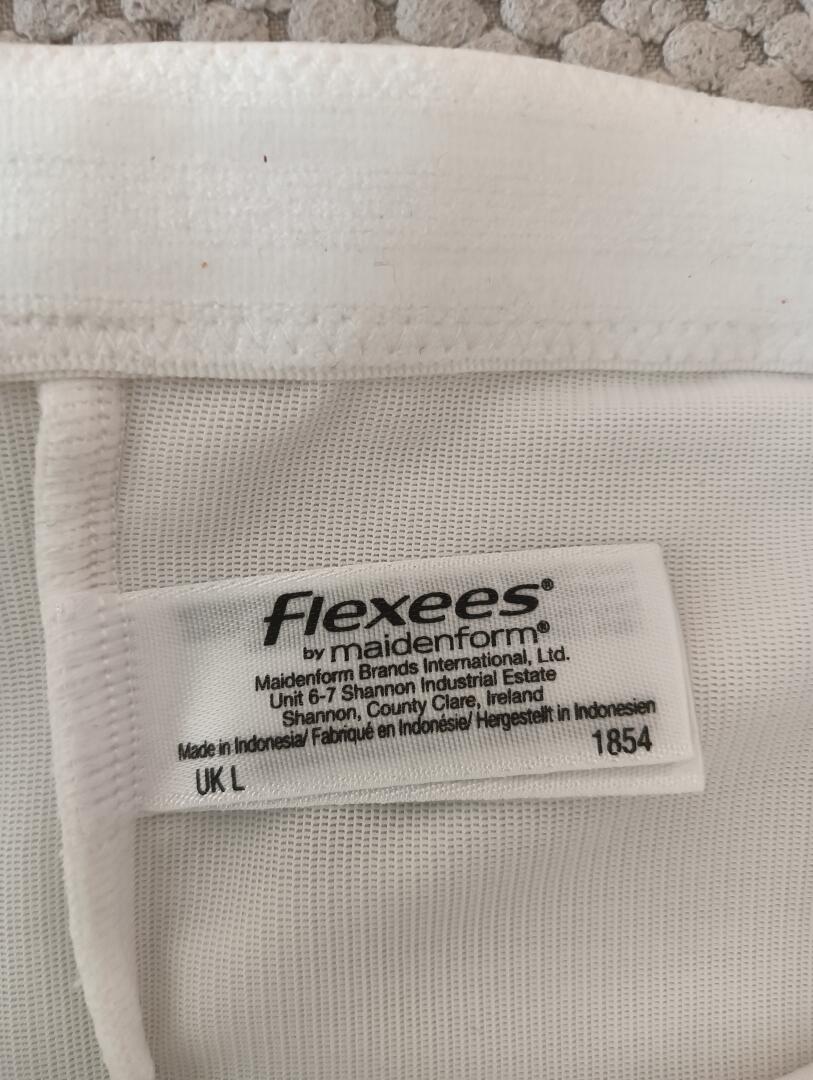 flexees®
by maidenform®
Maidenform Brands International, Ltd.
Unit 6-7 Shannon Industrial Estate
Shannon, County Clare, Ireland
Made in Indonesia/ Fabriqué en Indonésie/ Hergestellt in Indonesien
UK L 1854